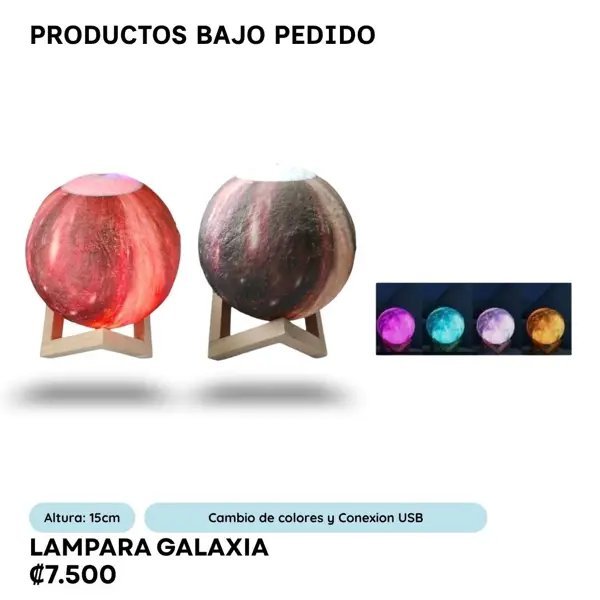 PRODUCTOS BAJO PEDIDO
Altura: 15cm
Cambio de colores y Conexion USB
LAMPARA GALAXIA
₡7.500